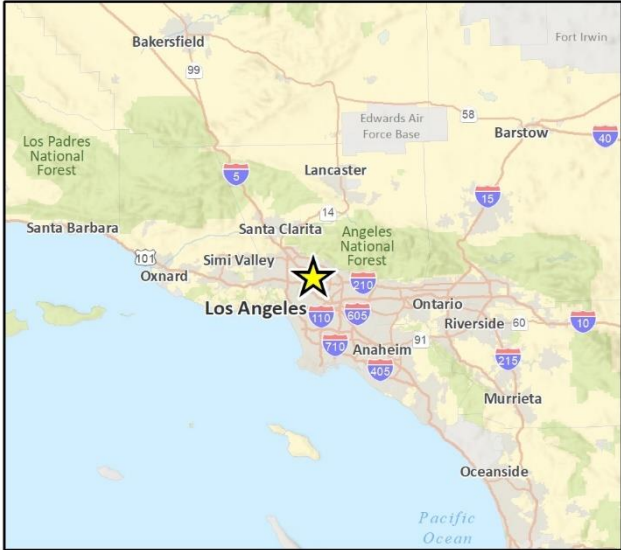 Bakersfield
Fort Irwin
99
Edwards Air
Force Base
58
Barstow
40
Los Padres
National
Forest
5
Lancaster
15
14
Santa Barbara
Santa Clarita
Angeles
National
Forest
101
Simi Valley
Oxnard
210
Los Angeles
110
605
Ontario
Riverside
60
10
710
Anaheim
91
215
405
Murrieta
Oceanside
Pacific
Ocean